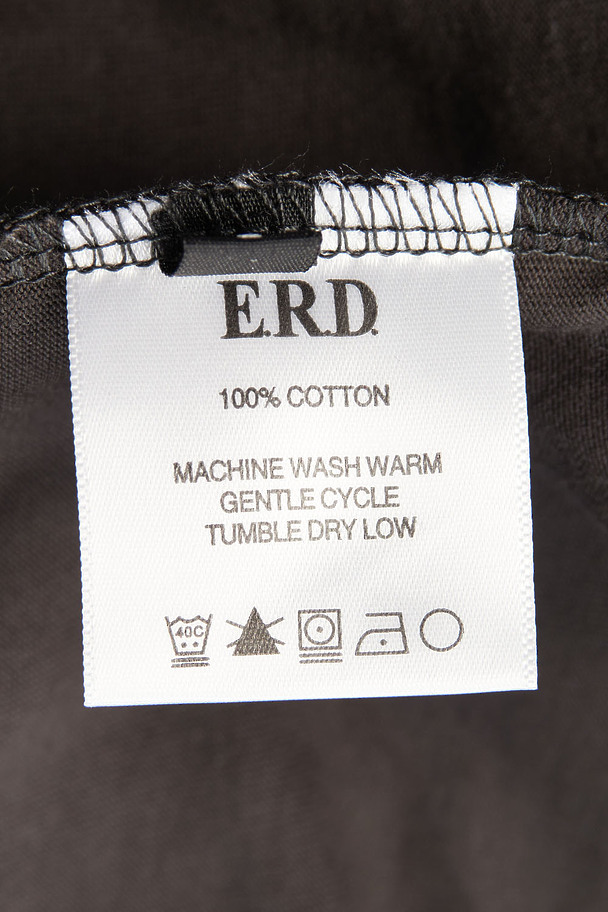 E.R.D.
100% COTTON
MACHINE WASH WARM
GENTLE CYCLE
TUMBLE DRY LOW
40C